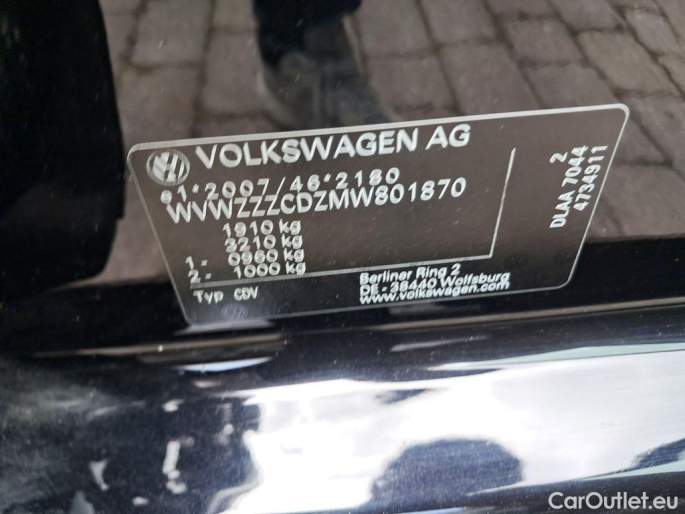 VOLKSWAGEN AG
e1*2007/46*2180
WVWZZZCDZMW801870
1910 kg
3210 kg
1 - 0960 kg
2 - 1000 kg
Typ CDV
Berliner Ring 2
DE - 38440 Wolfsburg
www.volkswagen.com
2
DLAA 7044
4734911
CarOutlet.eu